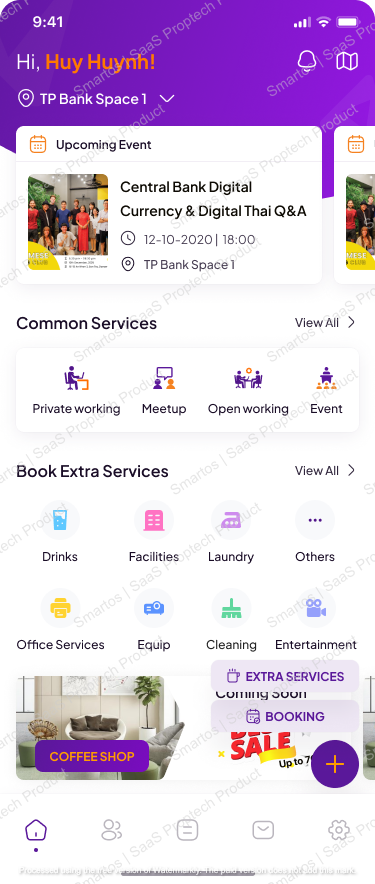 9:41
Hi, Huy Huynh!
TP Bank Space 1
Upcoming Event
Central Bank Digital
Currency & Digital Thai Q&A
12-10-2020 | 18:00
TP Bank Space 1
Common Services
View All
Private working
Meetup
Open working
Event
Book Extra Services
View All
Drinks
Facilities
Laundry
Others
Office Services
Equip
Cleaning
Entertainment
EXTRA SERVICES
Coming Soon
BOOKING
SALE
Up to
COFFEE SHOP
Smartos | SaaS Proptech Product
Processed using the free version of Watermarkly. The paid version does not add this mark.